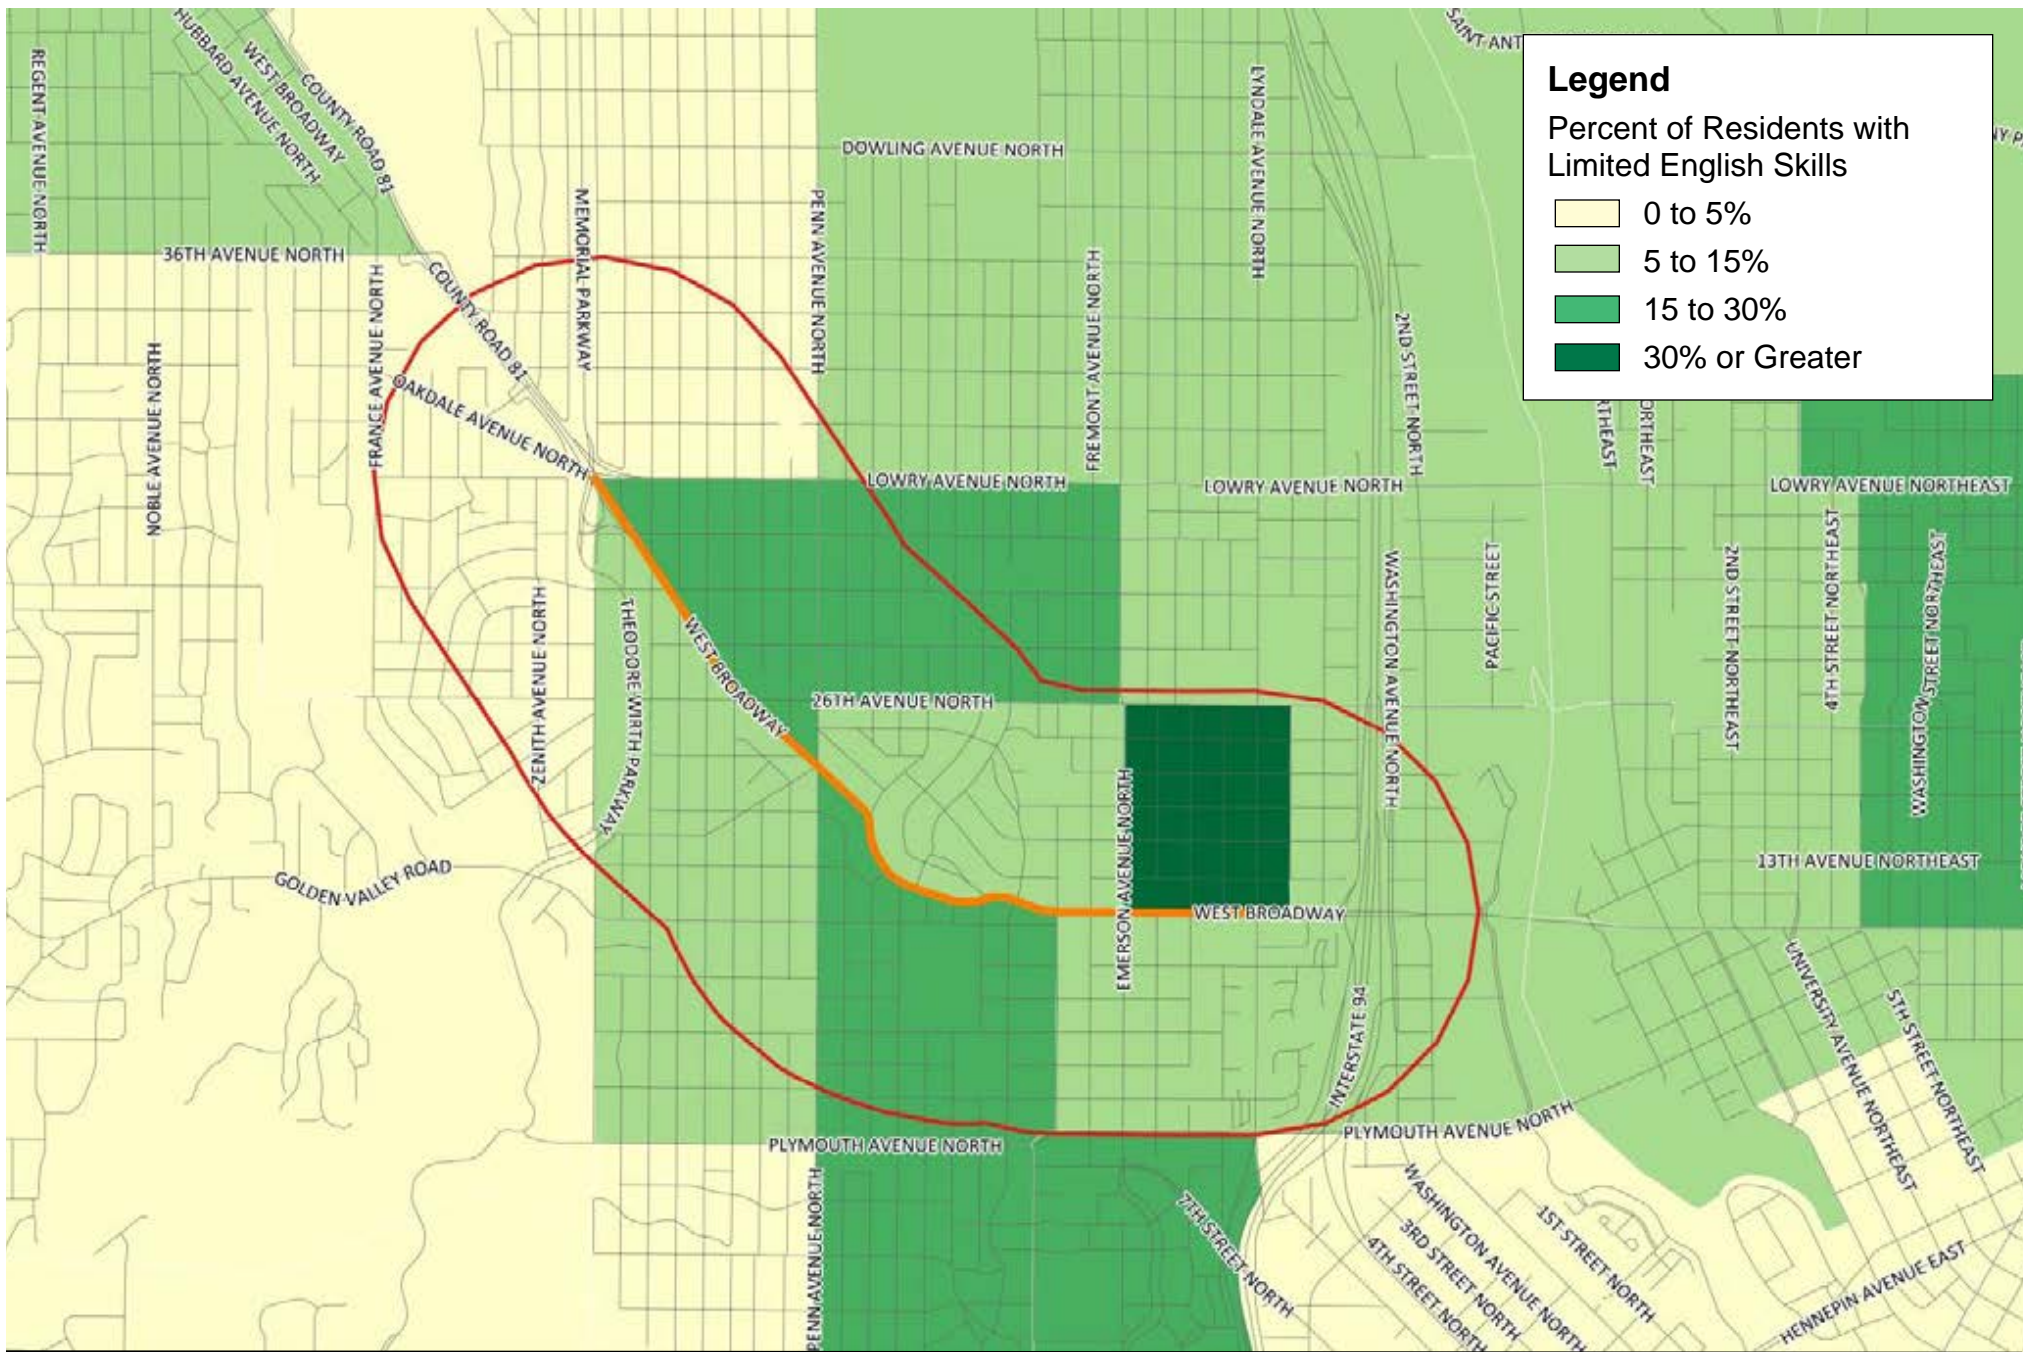 Legend
Percent of Residents with
Limited English Skills
0 to 5%
5 to 15%
15 to 30%
30% or Greater
HUBBARD AVENUE NORTH
WEST BROADWAY
COUNTY ROAD 81
REGENT AVENUE NORTH
SAINT ANT
NY P
DOWLING AVENUE NORTH
LYNDALE AVENUE NORTH
MEMORIAL PARKWAY
PENN AVENUE NORTH
36TH AVENUE NORTH
FRANCE AVENUE NORTH
COUNTY ROAD 81
FREMONT AVENUE NORTH
2ND STREET NORTH
NOBLE AVENUE NORTH
OAKDALE AVENUE NORTH
RTHEAST
ORTHEAST
LOWRY AVENUE NORTH
LOWRY AVENUE NORTH
LOWRY AVENUE NORTHEAST
ZENITH AVENUE NORTH
THEODORE WIRTH PARKWAY
WEST BROADWAY
WASHINGTON AVENUE NORTH
PACIFIC STREET
2ND STREET NORTHEAST
4TH STREET NORTHEAST
WASHINGTON STREET NORTHEAST
26TH AVENUE NORTH
EMERSON AVENUE NORTH
GOLDEN VALLEY ROAD
13TH AVENUE NORTHEAST
WEST BROADWAY
INTERSTATE 94
UNIVERSITY AVENUE NORTHEAST
5TH STREET NORTHEAST
PLYMOUTH AVENUE NORTH
PLYMOUTH AVENUE NORTH
PENN AVENUE NORTH
7TH STREET NORTH
WASHINGTON AVENUE NORTH
1ST STREET NORTH
3RD STREET NORTH
4TH STREET NORTH
HENNEPIN AVENUE EAST